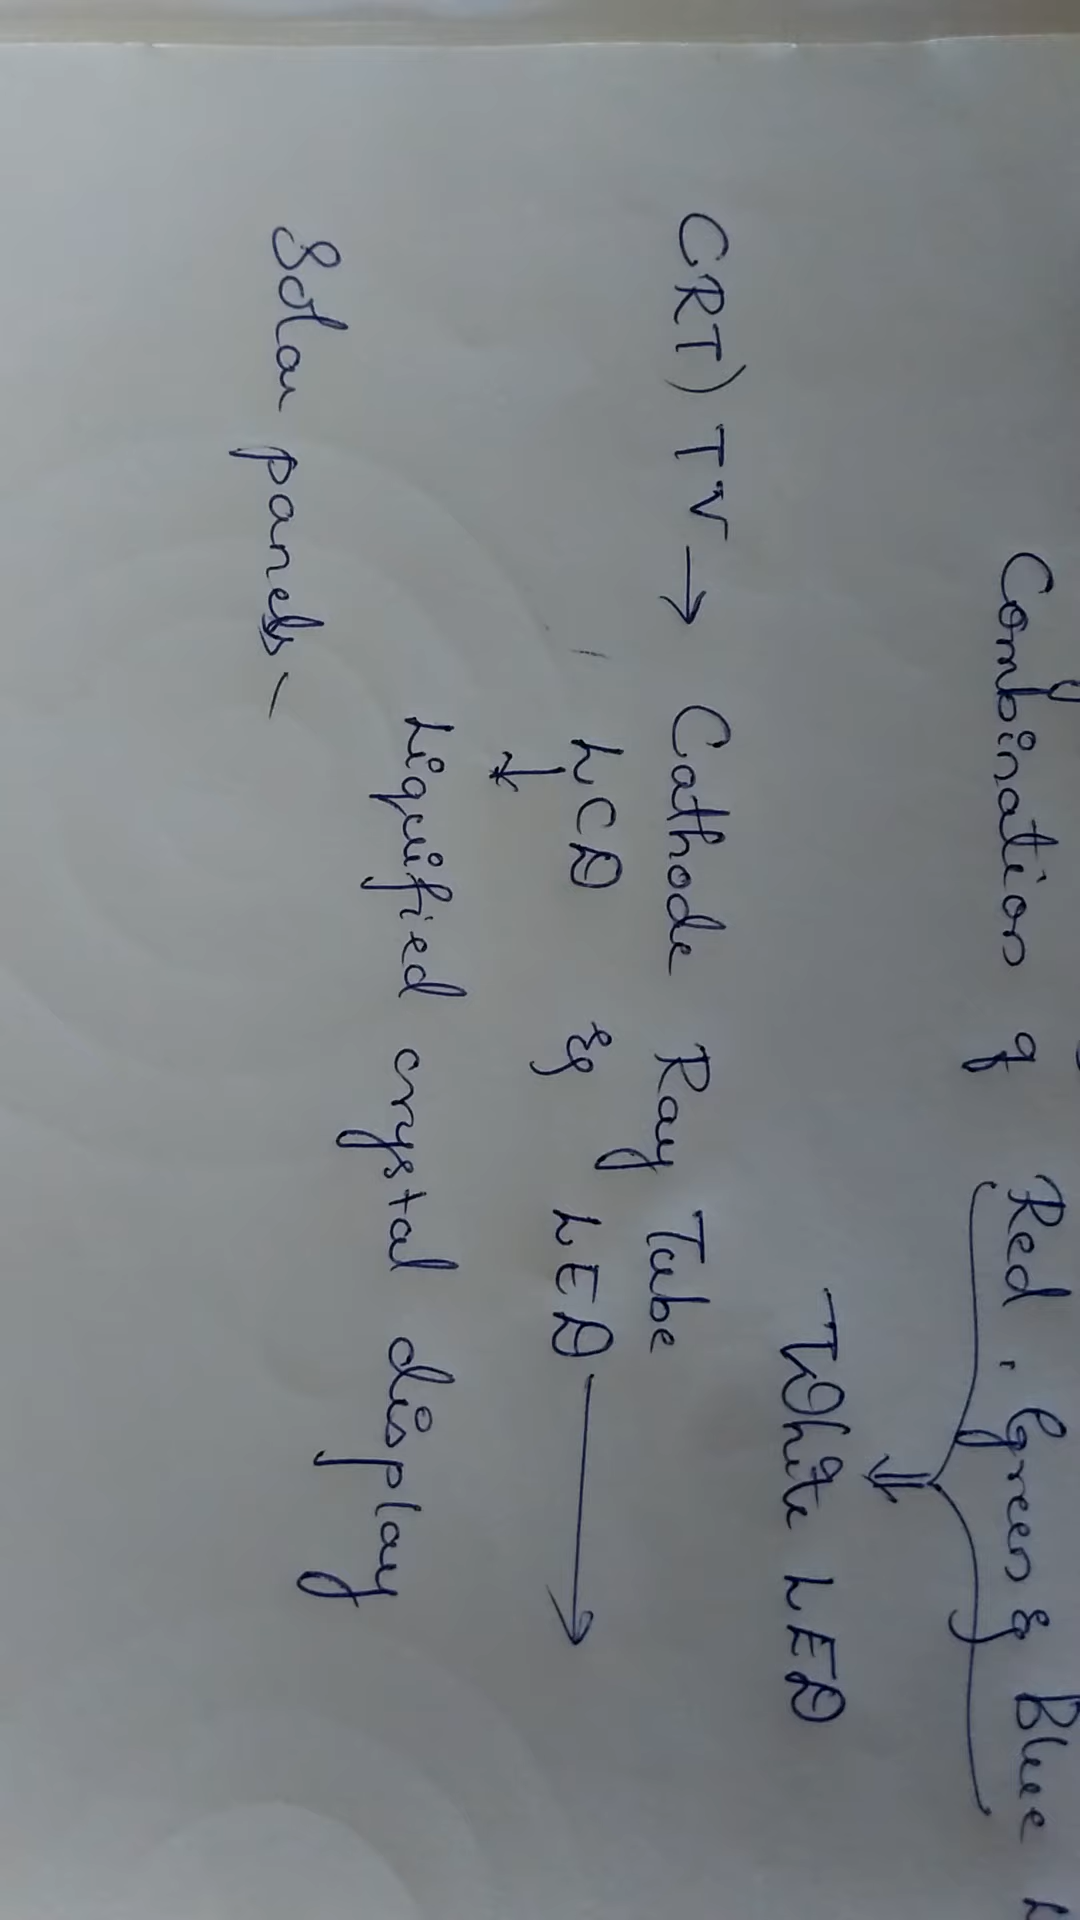 Combination of Red, Green & Blue
⇓
White LED
CRT) TV → Cathode Ray Tube
LCD & LED →
↓
Liquified crystal display
Solar panels -